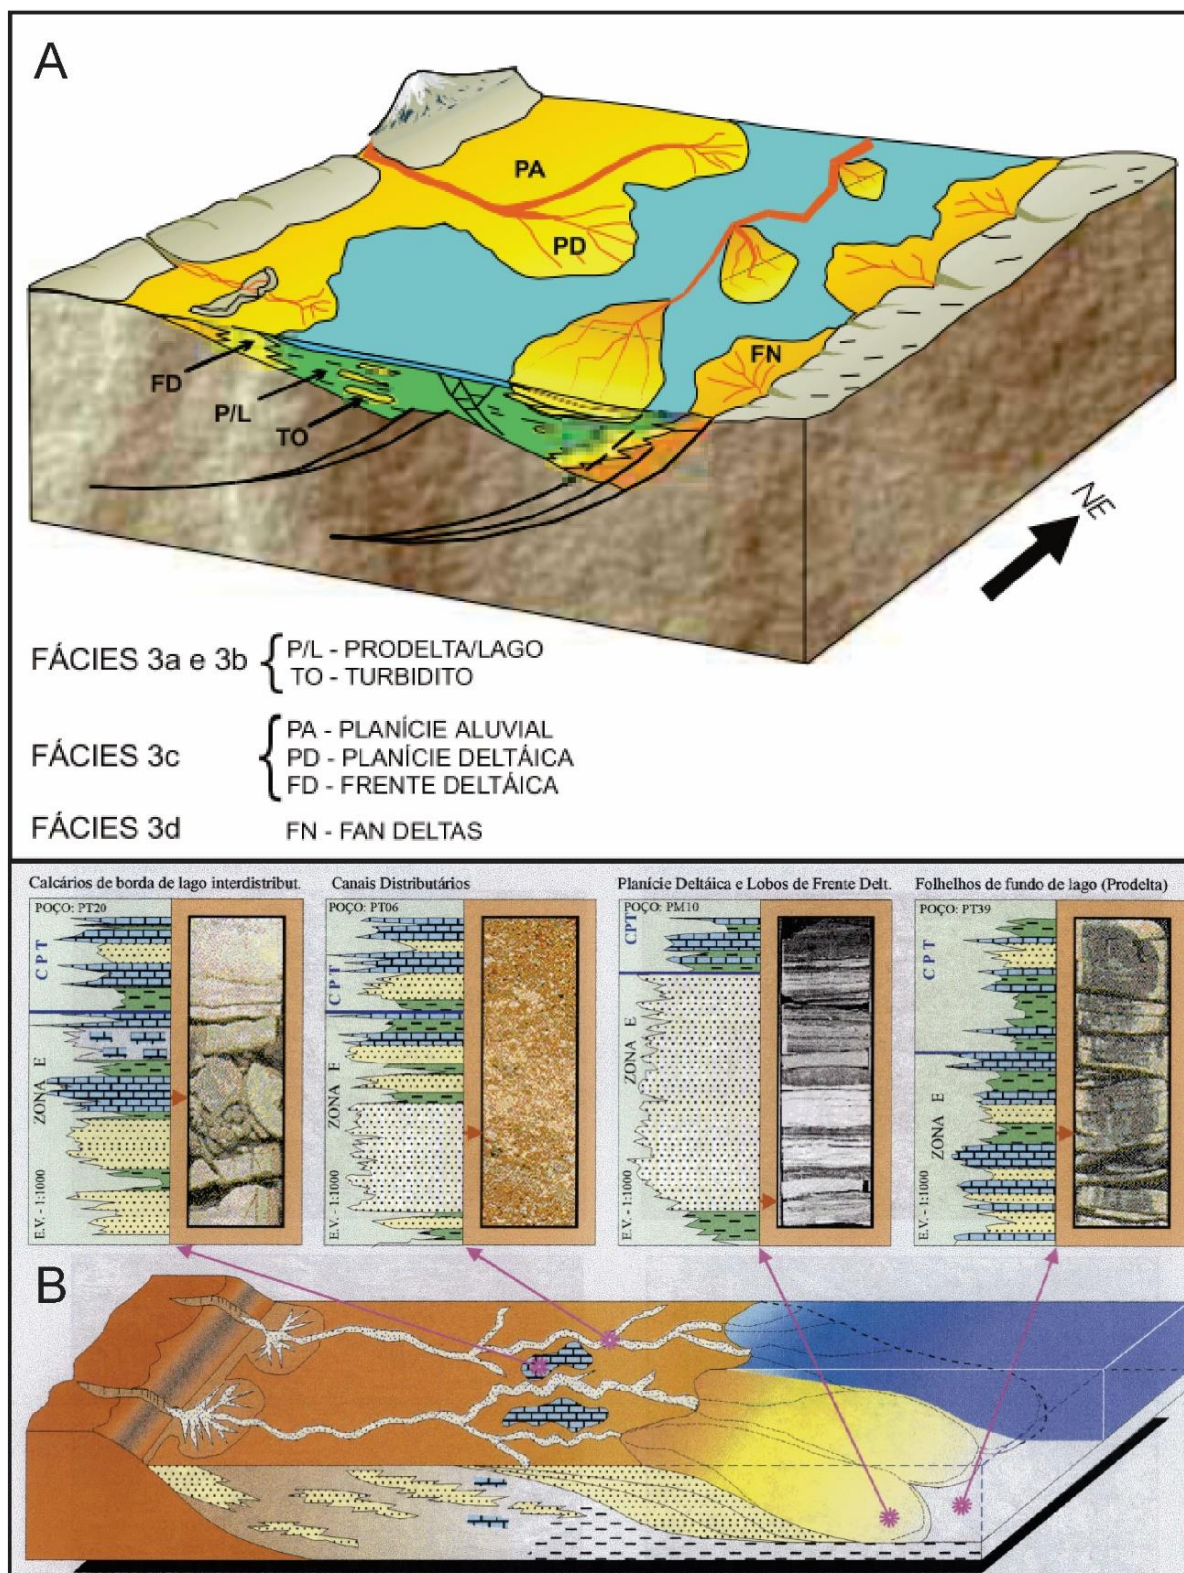 A
PA
PD
FN
FD
P/L
TO
NE
FÁCIES 3a e 3b { P/L - PRODELTA/LAGO
TO - TURBIDITO
FÁCIES 3c { PA - PLANÍCIE ALUVIAL
PD - PLANÍCIE DELTÁICA
FD - FRENTE DELTÁICA
FÁCIES 3d FN - FAN DELTAS
Calcários de borda de lago interdistribut.
POÇO: PT20
CPT
ZONA E
E.V. - 1:1000
Canais Distributários
POÇO: PT06
CPT
ZONA E
E.V. - 1:1000
Planície Deltáica e Lobos de Frente Delt.
POÇO: PM10
CPT
ZONA E
E.V. - 1:1000
Folhelhos de fundo de lago (Prodelta)
POÇO: PT39
CPT
ZONA E
E.V. - 1:1000
B